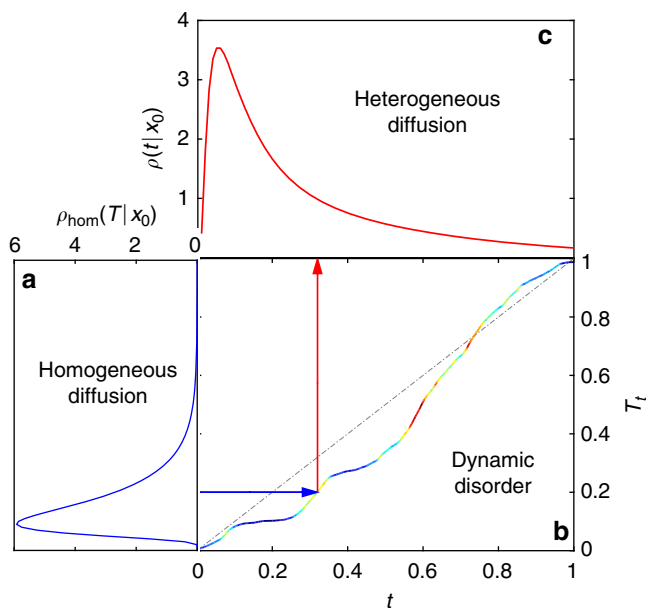 c
4
3
2
1
0
ρ(t|x₀)
Heterogeneous
diffusion
ρhom(T|x₀)
6 4 2
a
Homogeneous
diffusion
1
0.8
0.6
0.4
0.2
0
Tt
Dynamic
disorder
b
0 0.2 0.4 0.6 0.8 1
t